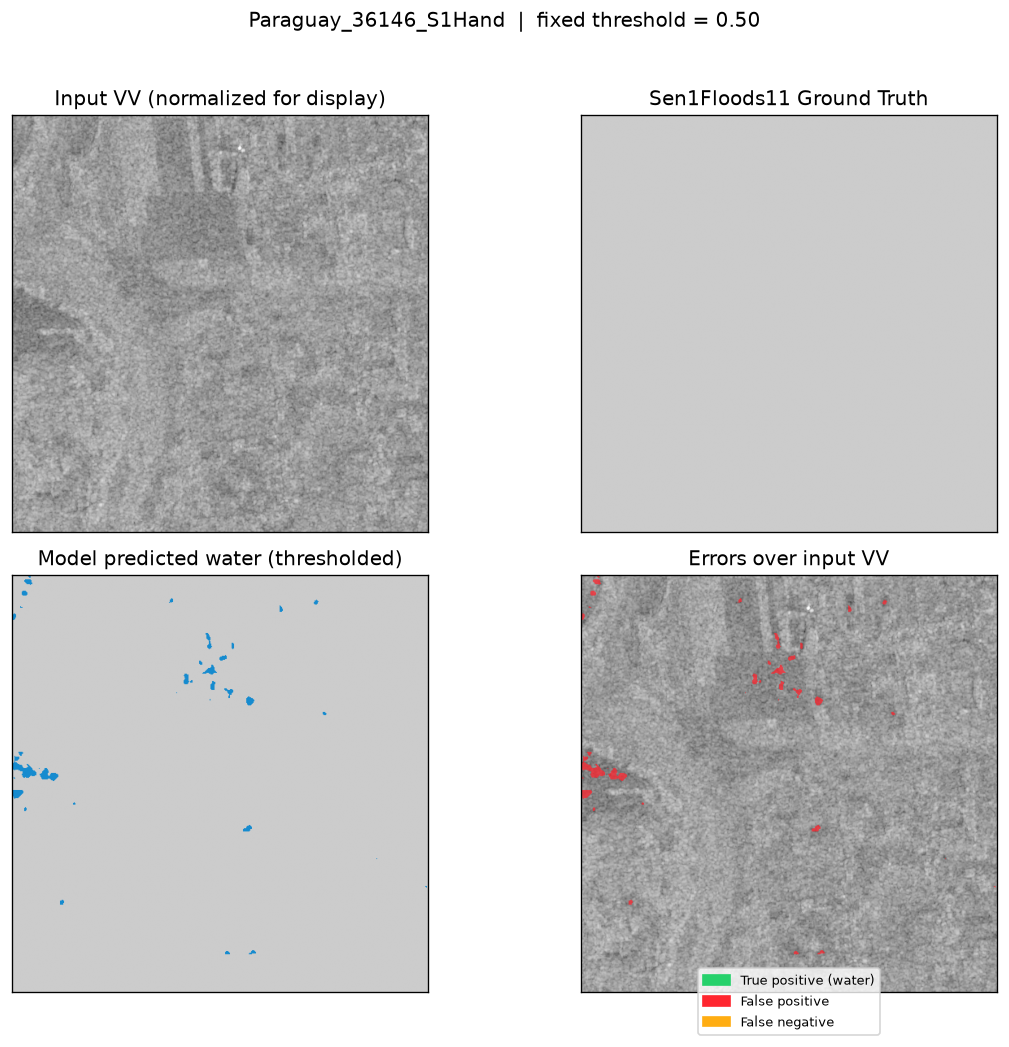 Paraguay_36146_S1Hand | fixed threshold = 0.50
Input VV (normalized for display)
Sen1Floods11 Ground Truth
Model predicted water (thresholded)
Errors over input VV
True positive (water)
False positive
False negative